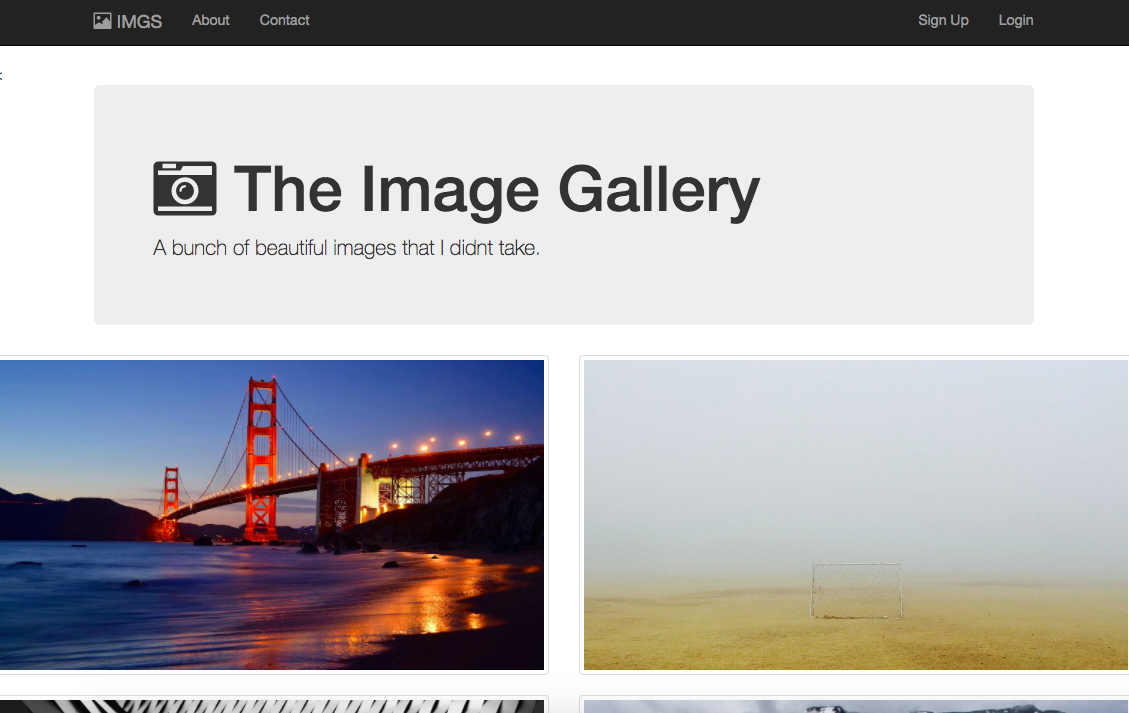 IMGS About Contact Sign Up Login
<
The Image Gallery
A bunch of beautiful images that I didnt take.